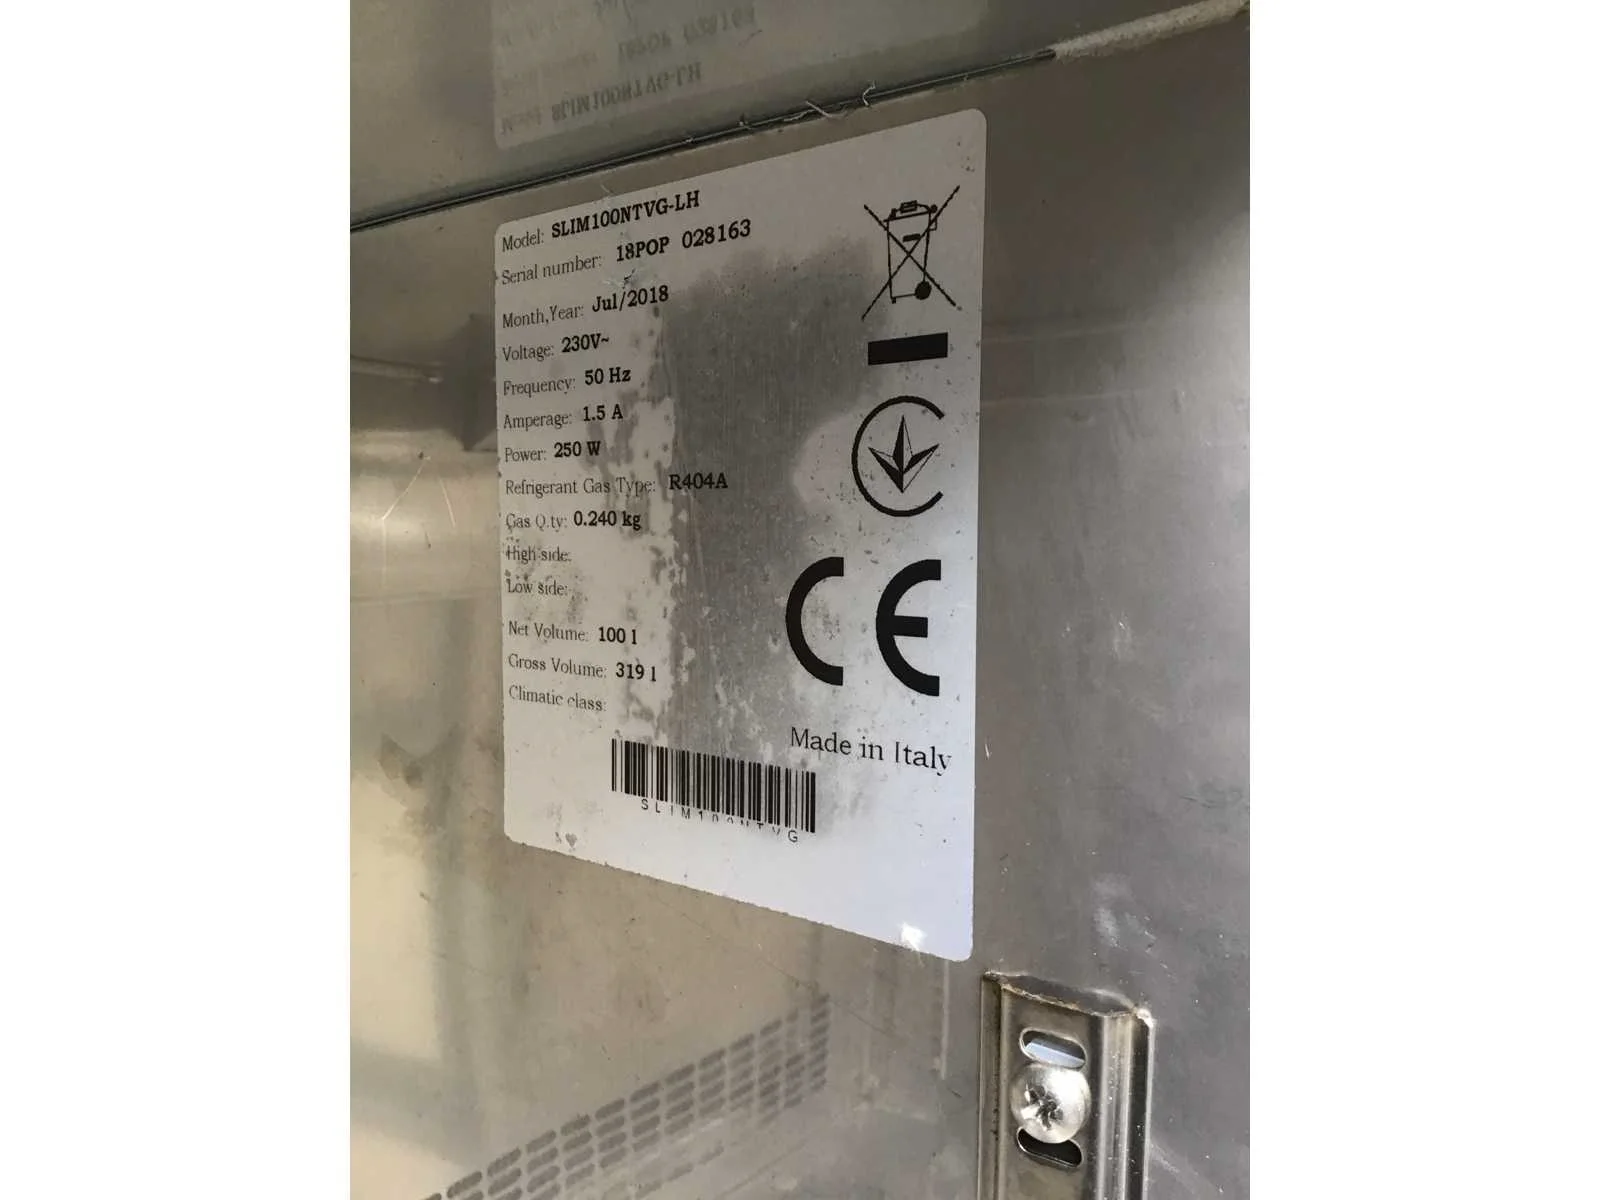 Model: SLIM100NTVG-LH
Serial number: 18POP 028163
Month,Year: Jul/2018
Voltage: 230V~
Frequency: 50 Hz
Amperage: 1.5 A
Power: 250 W
Refrigerant Gas Type: R404A
Gas Q.ty: 0.240 kg
High side:
Low side:
Net Volume: 100 l
Gross Volume: 319 l
Climatic class:
CE
Made in Italy
SLIM100NTVG